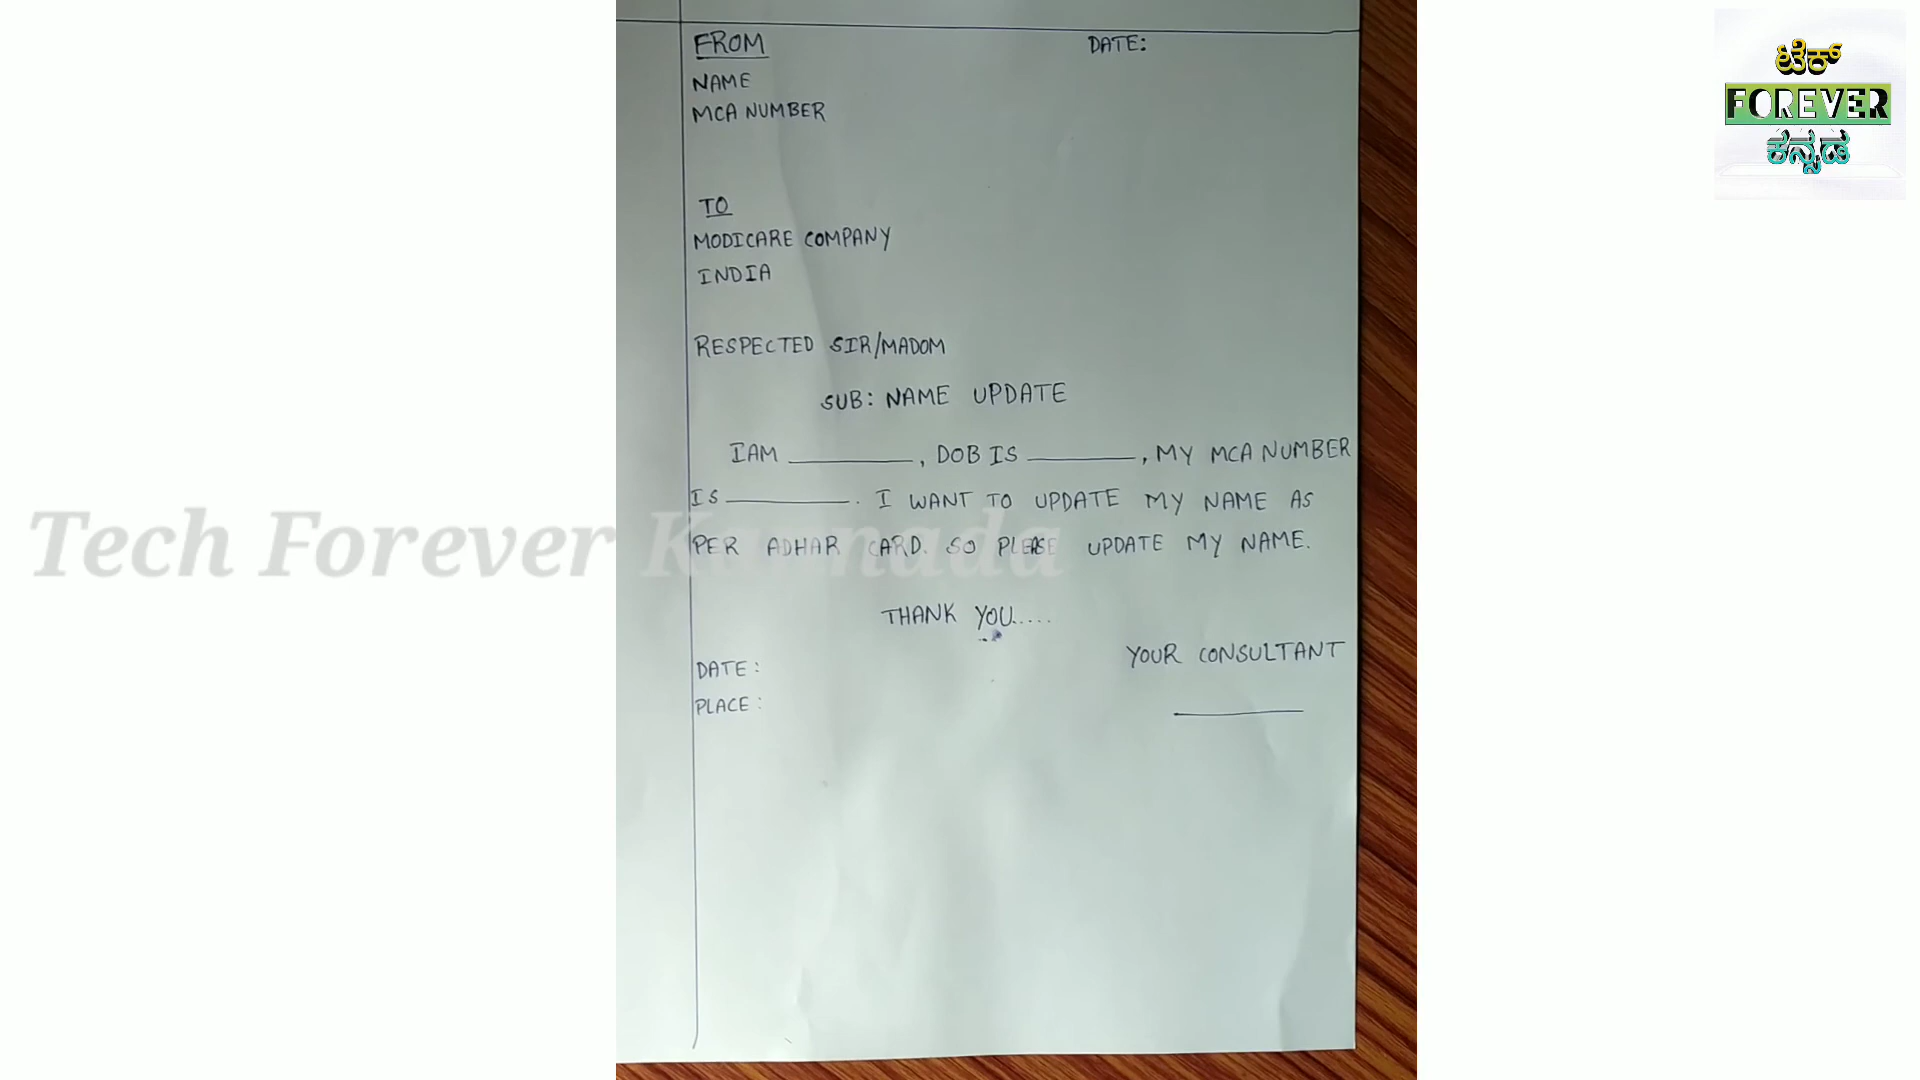 FROM
DATE:
NAME
MCA NUMBER
TO
MODICARE COMPANY
INDIA
RESPECTED SIR/MADOM
SUB: NAME UPDATE
I AM ________, DOB IS ________, MY MCA NUMBER
IS ________. I WANT TO UPDATE MY NAME AS
PER ADHAR CARD. SO PLEASE UPDATE MY NAME.
THANK YOU.....
YOUR CONSULTANT
DATE:
PLACE:
Tech Forever Kannada
ಟೆಕ್
FOREVER
ಕನ್ನಡ